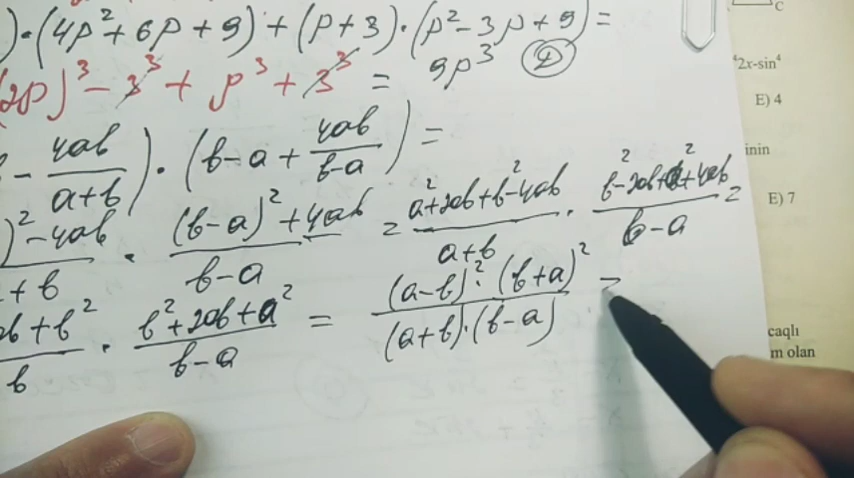 )·(4p²+6p+9)+(p+3)·(p²-3p+9)=
(2p)³-3³+p³+3³ = 9p³ (D)
- 4ab/(a+b))·(b-a+4ab/(b-a))=
)²-4ab/+b · ((b-a)²+4ab)/(b-a) = (a²+2ab+b²-4ab)/(a+b) · (b²-2ab+a²+4ab)/(b-a) =
b+b²/b · (b²+2ab+a²)/(b-a) = ((a-b)²·(b+a)²)/((a+b)·(b-a)) =
C
2x-sin⁴
E) 4
inin
E) 7
caqlı
m olan